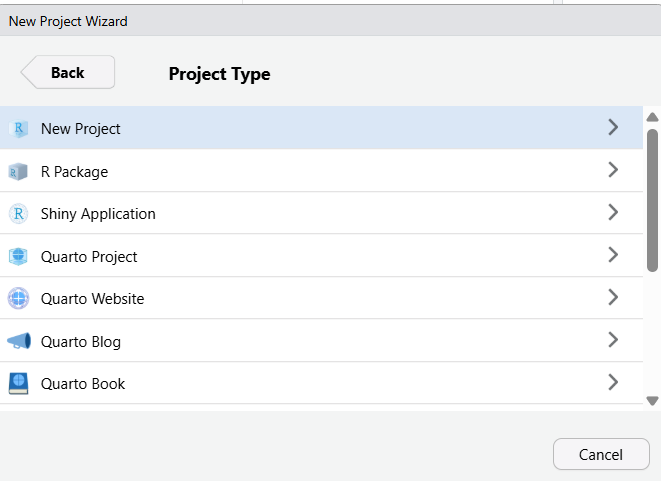 New Project Wizard
Back
Project Type
R New Project
R R Package
R Shiny Application
Quarto Project
Quarto Website
Quarto Blog
Quarto Book
Cancel